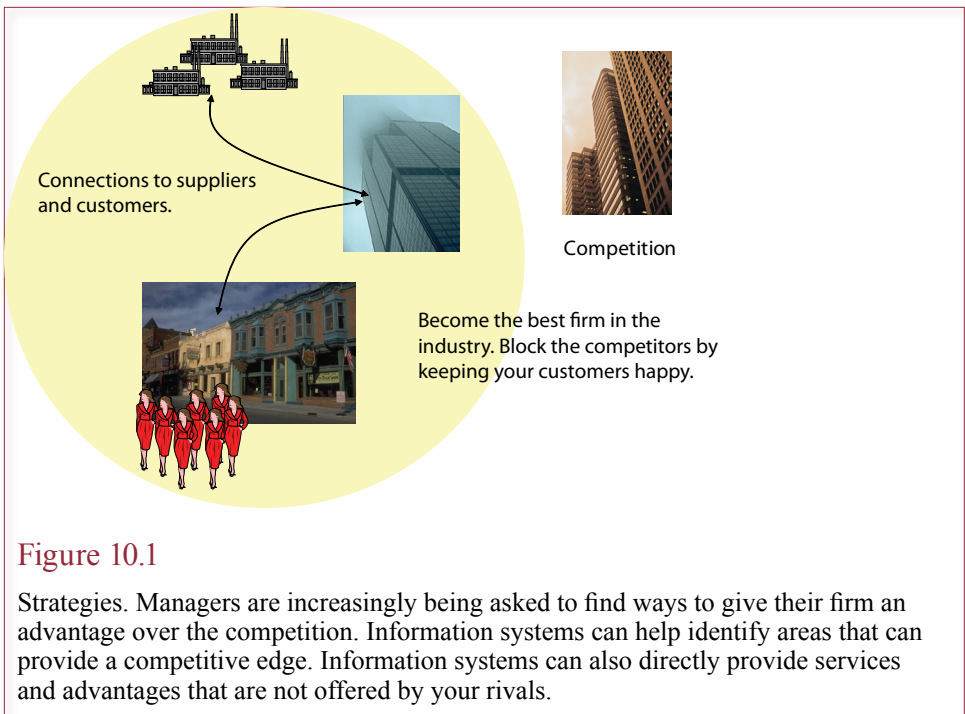 Connections to suppliers
and customers.
Competition
Become the best firm in the
industry. Block the competitors by
keeping your customers happy.
Figure 10.1
Strategies. Managers are increasingly being asked to find ways to give their firm an
advantage over the competition. Information systems can help identify areas that can
provide a competitive edge. Information systems can also directly provide services
and advantages that are not offered by your rivals.